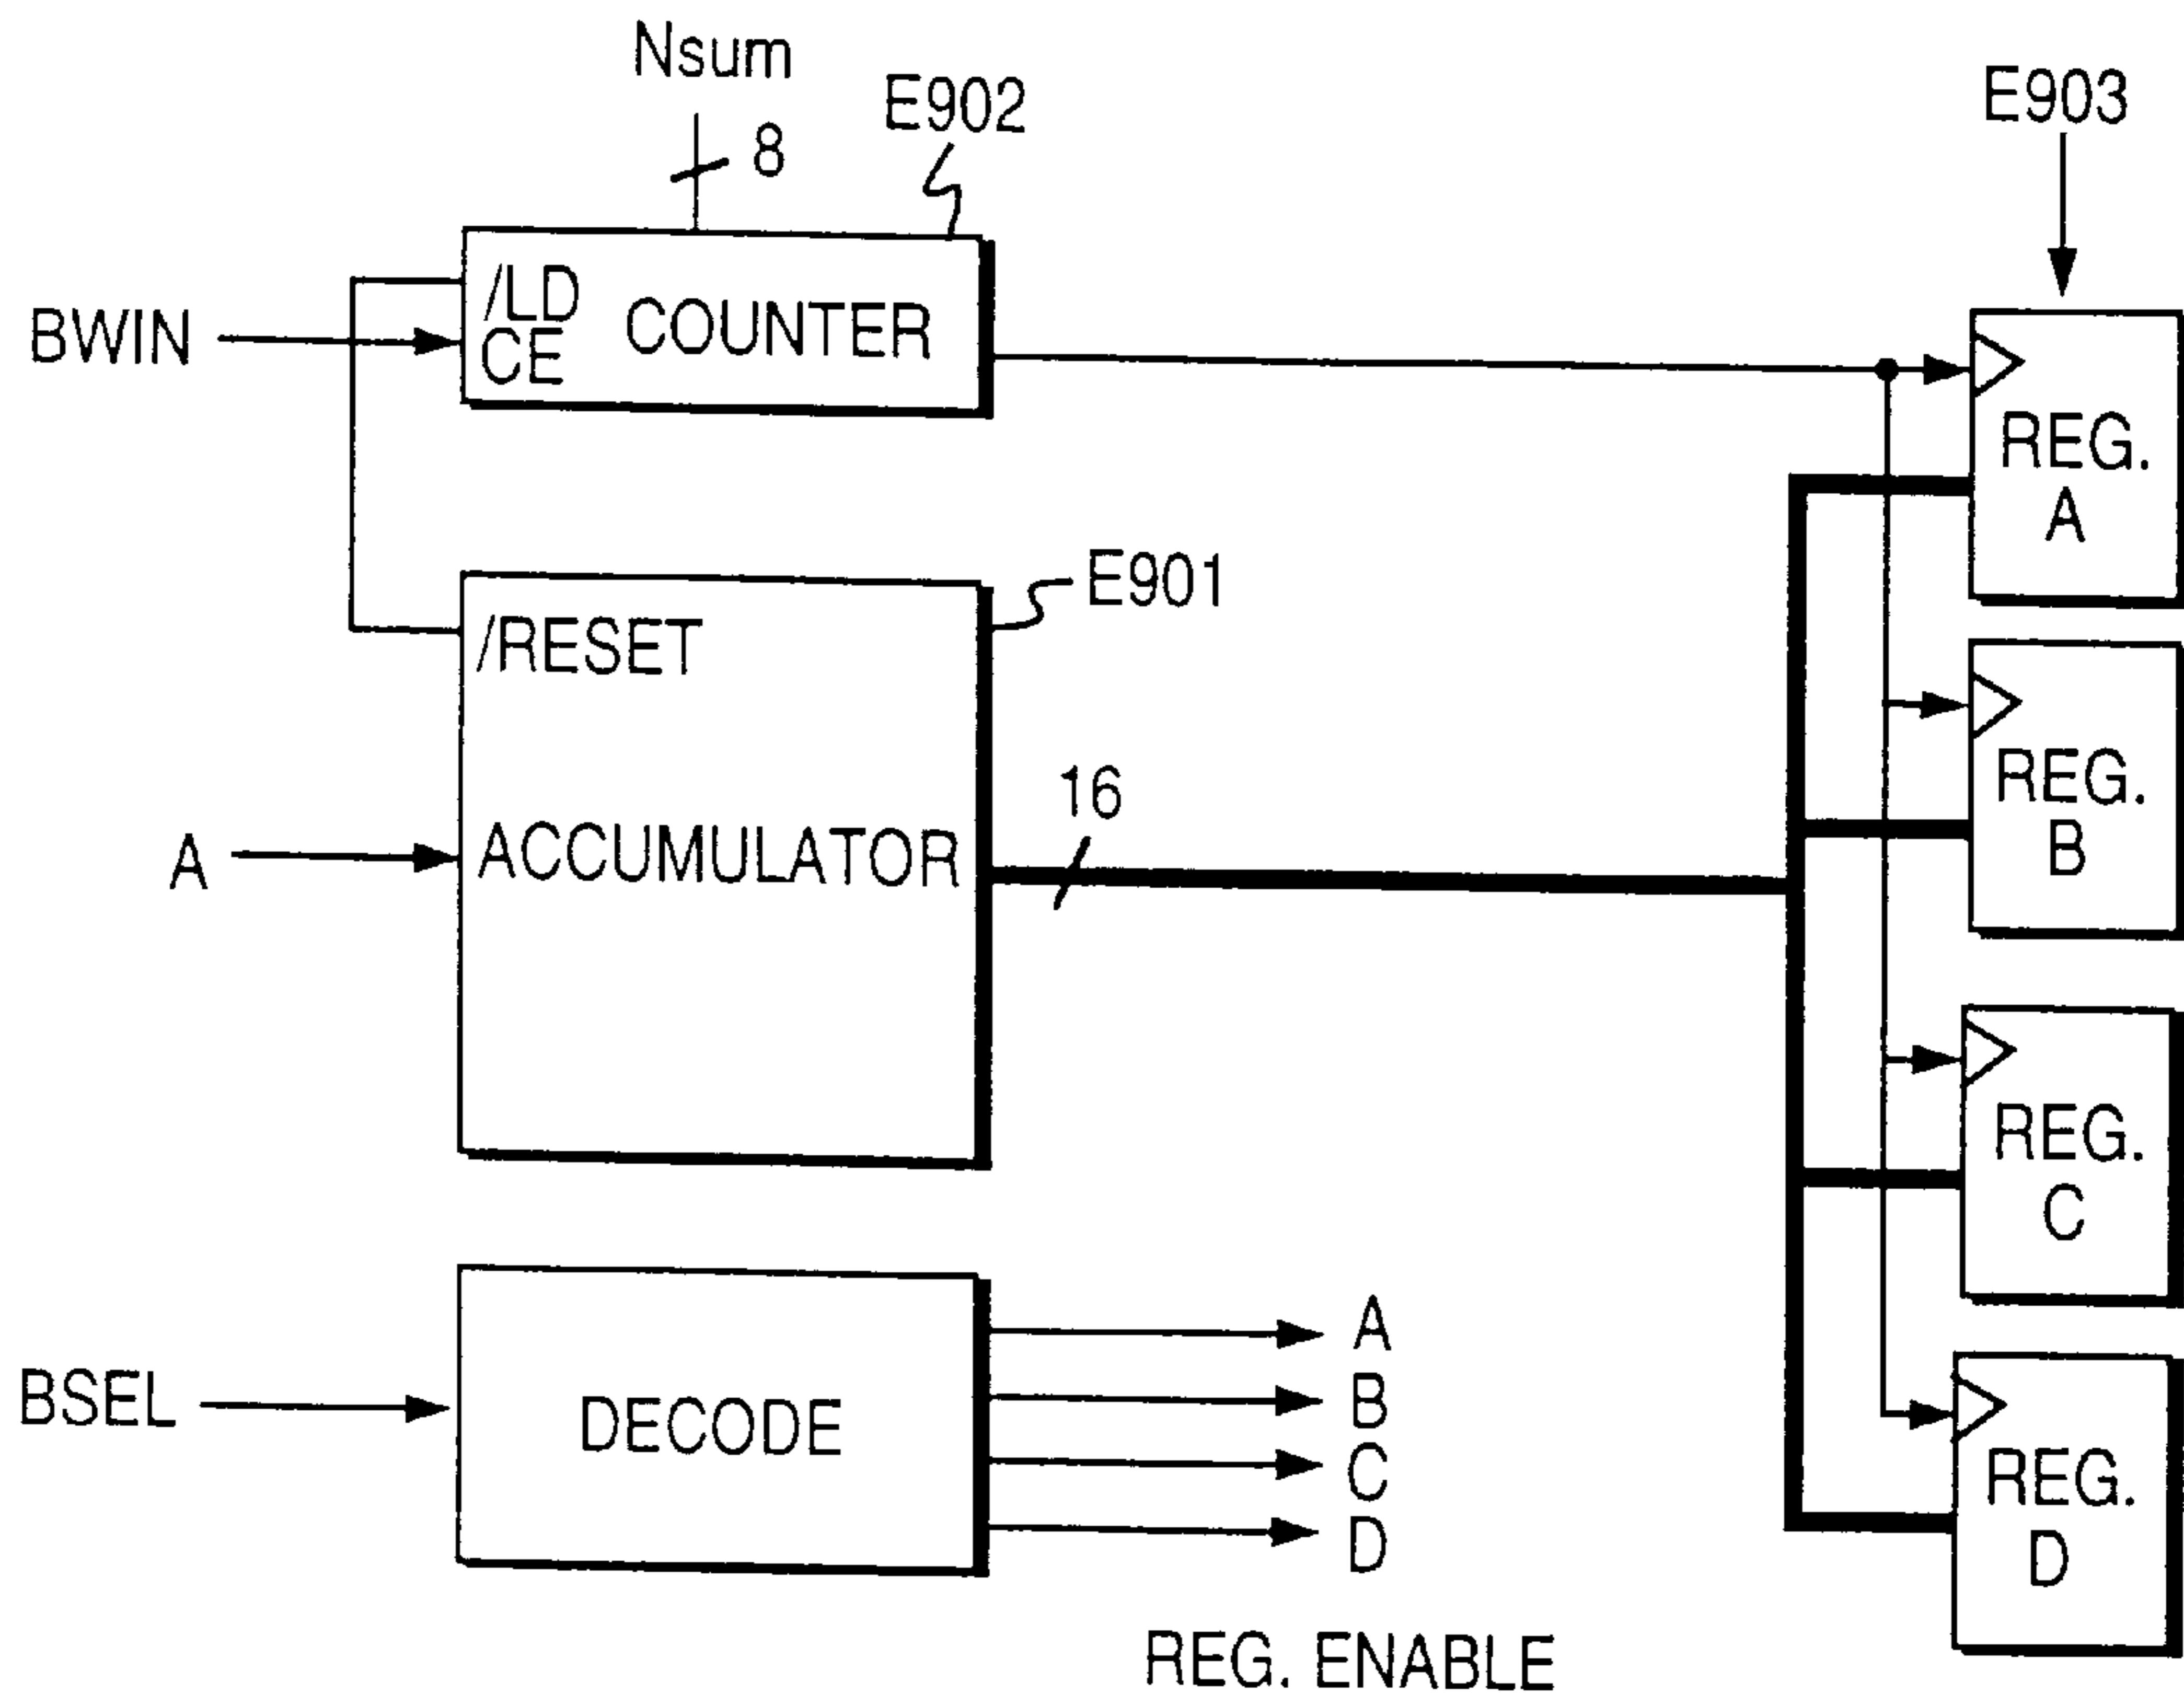 Nsum
8
E902
E903
BWIN
/LD
CE
COUNTER
REG.
A
E901
/RESET
REG.
B
16
A
ACCUMULATOR
REG.
C
BSEL
DECODE
A
B
C
D
REG.
D
REG. ENABLE